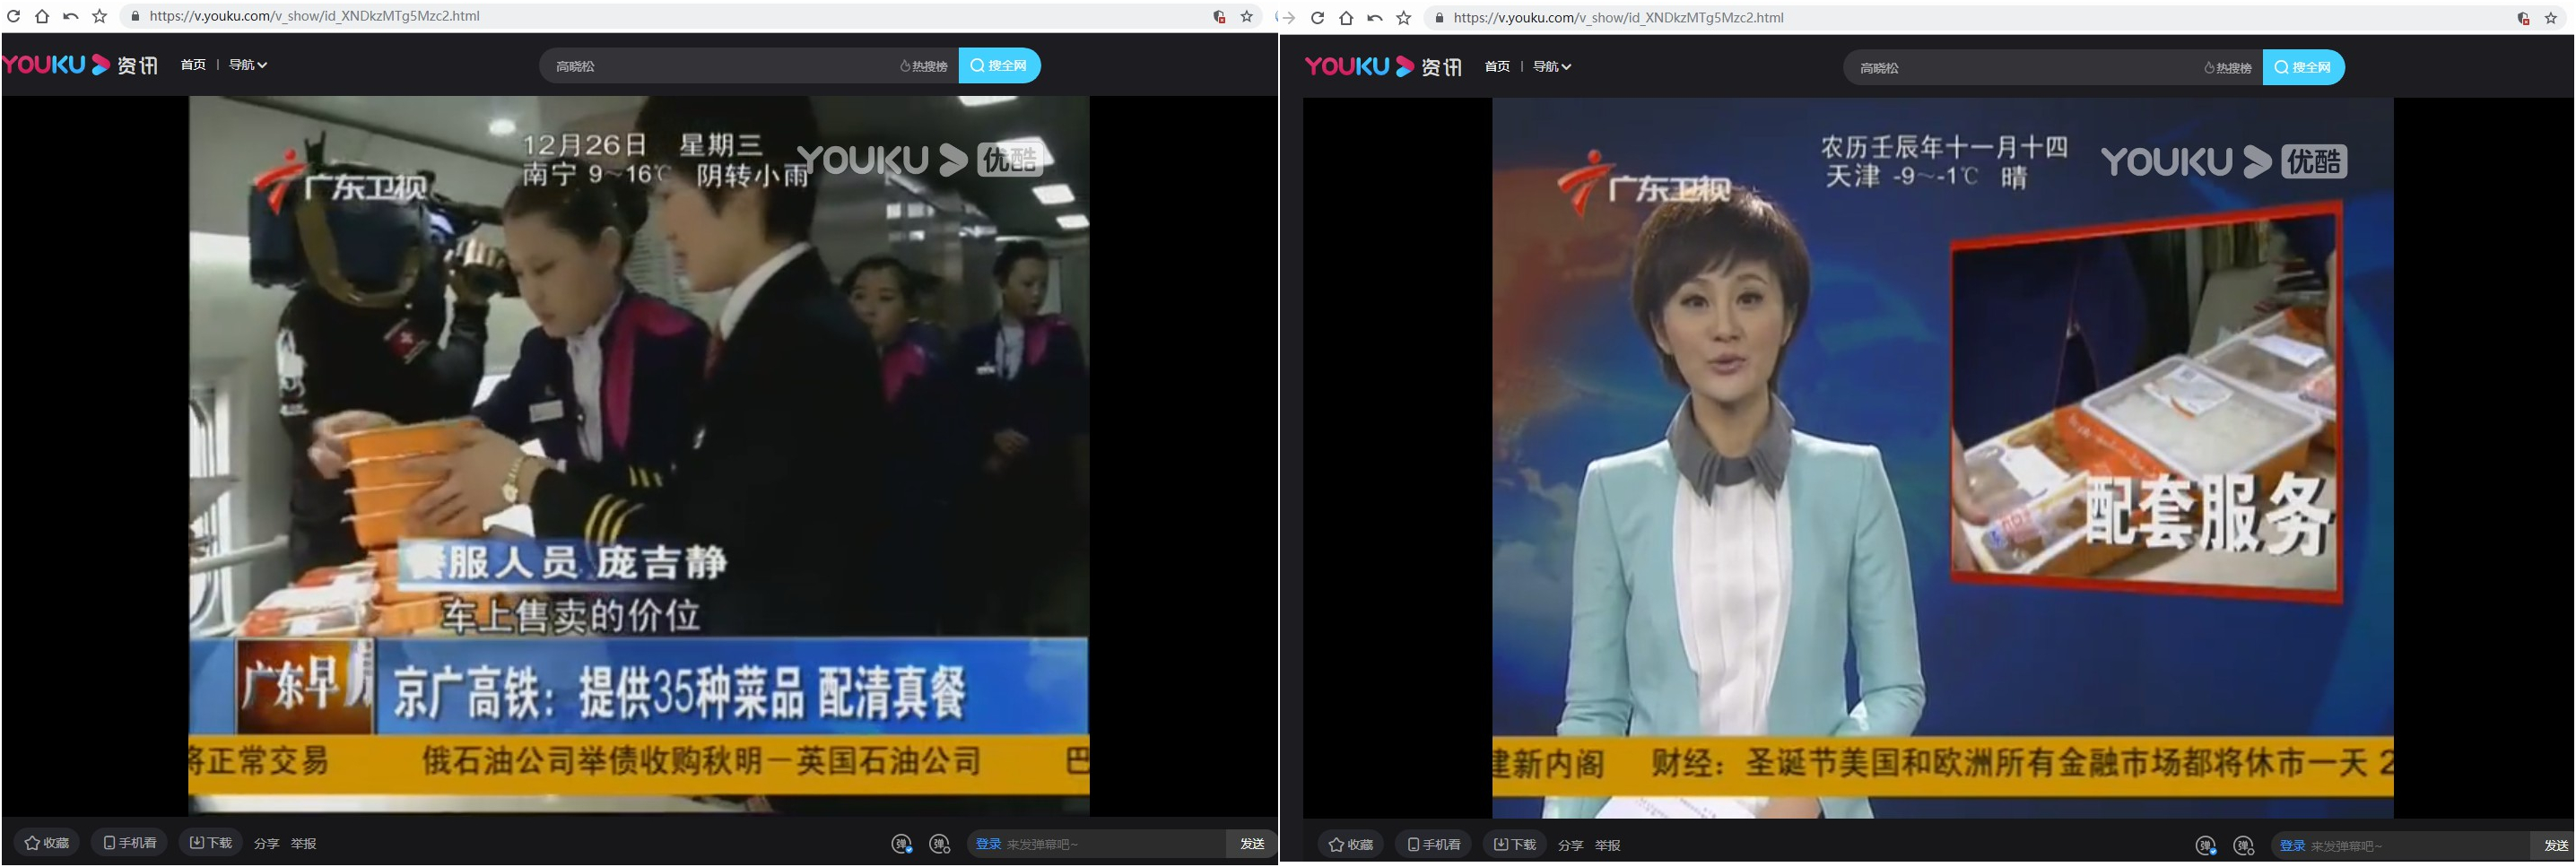 https://v.youku.com/v_show/id_XNDkzMTg5Mzc2.html
YOUKU 资讯 首页 | 导航
高晓松 热搜榜 搜全网
12月26日 星期三
南宁 9~16℃ 阴转小雨
YOUKU 优酷
广东卫视
餐服人员 庞吉静
车上售卖的价位
广东早
京广高铁：提供35种菜品 配清真餐
将正常交易 俄石油公司举债收购秋明－英国石油公司 巴
收藏 手机看 下载 分享 举报
弹 弹 登录 来发弹幕吧~ 发送
https://v.youku.com/v_show/id_XNDkzMTg5Mzc2.html
YOUKU 资讯 首页 | 导航
高晓松 热搜榜 搜全网
农历壬辰年十一月十四
天津 -9~-1℃ 晴
YOUKU 优酷
广东卫视
配套服务
建新内阁 财经：圣诞节美国和欧洲所有金融市场都将休市一天 2
收藏 手机看 下载 分享 举报
弹 弹 登录 来发弹幕吧~ 发送